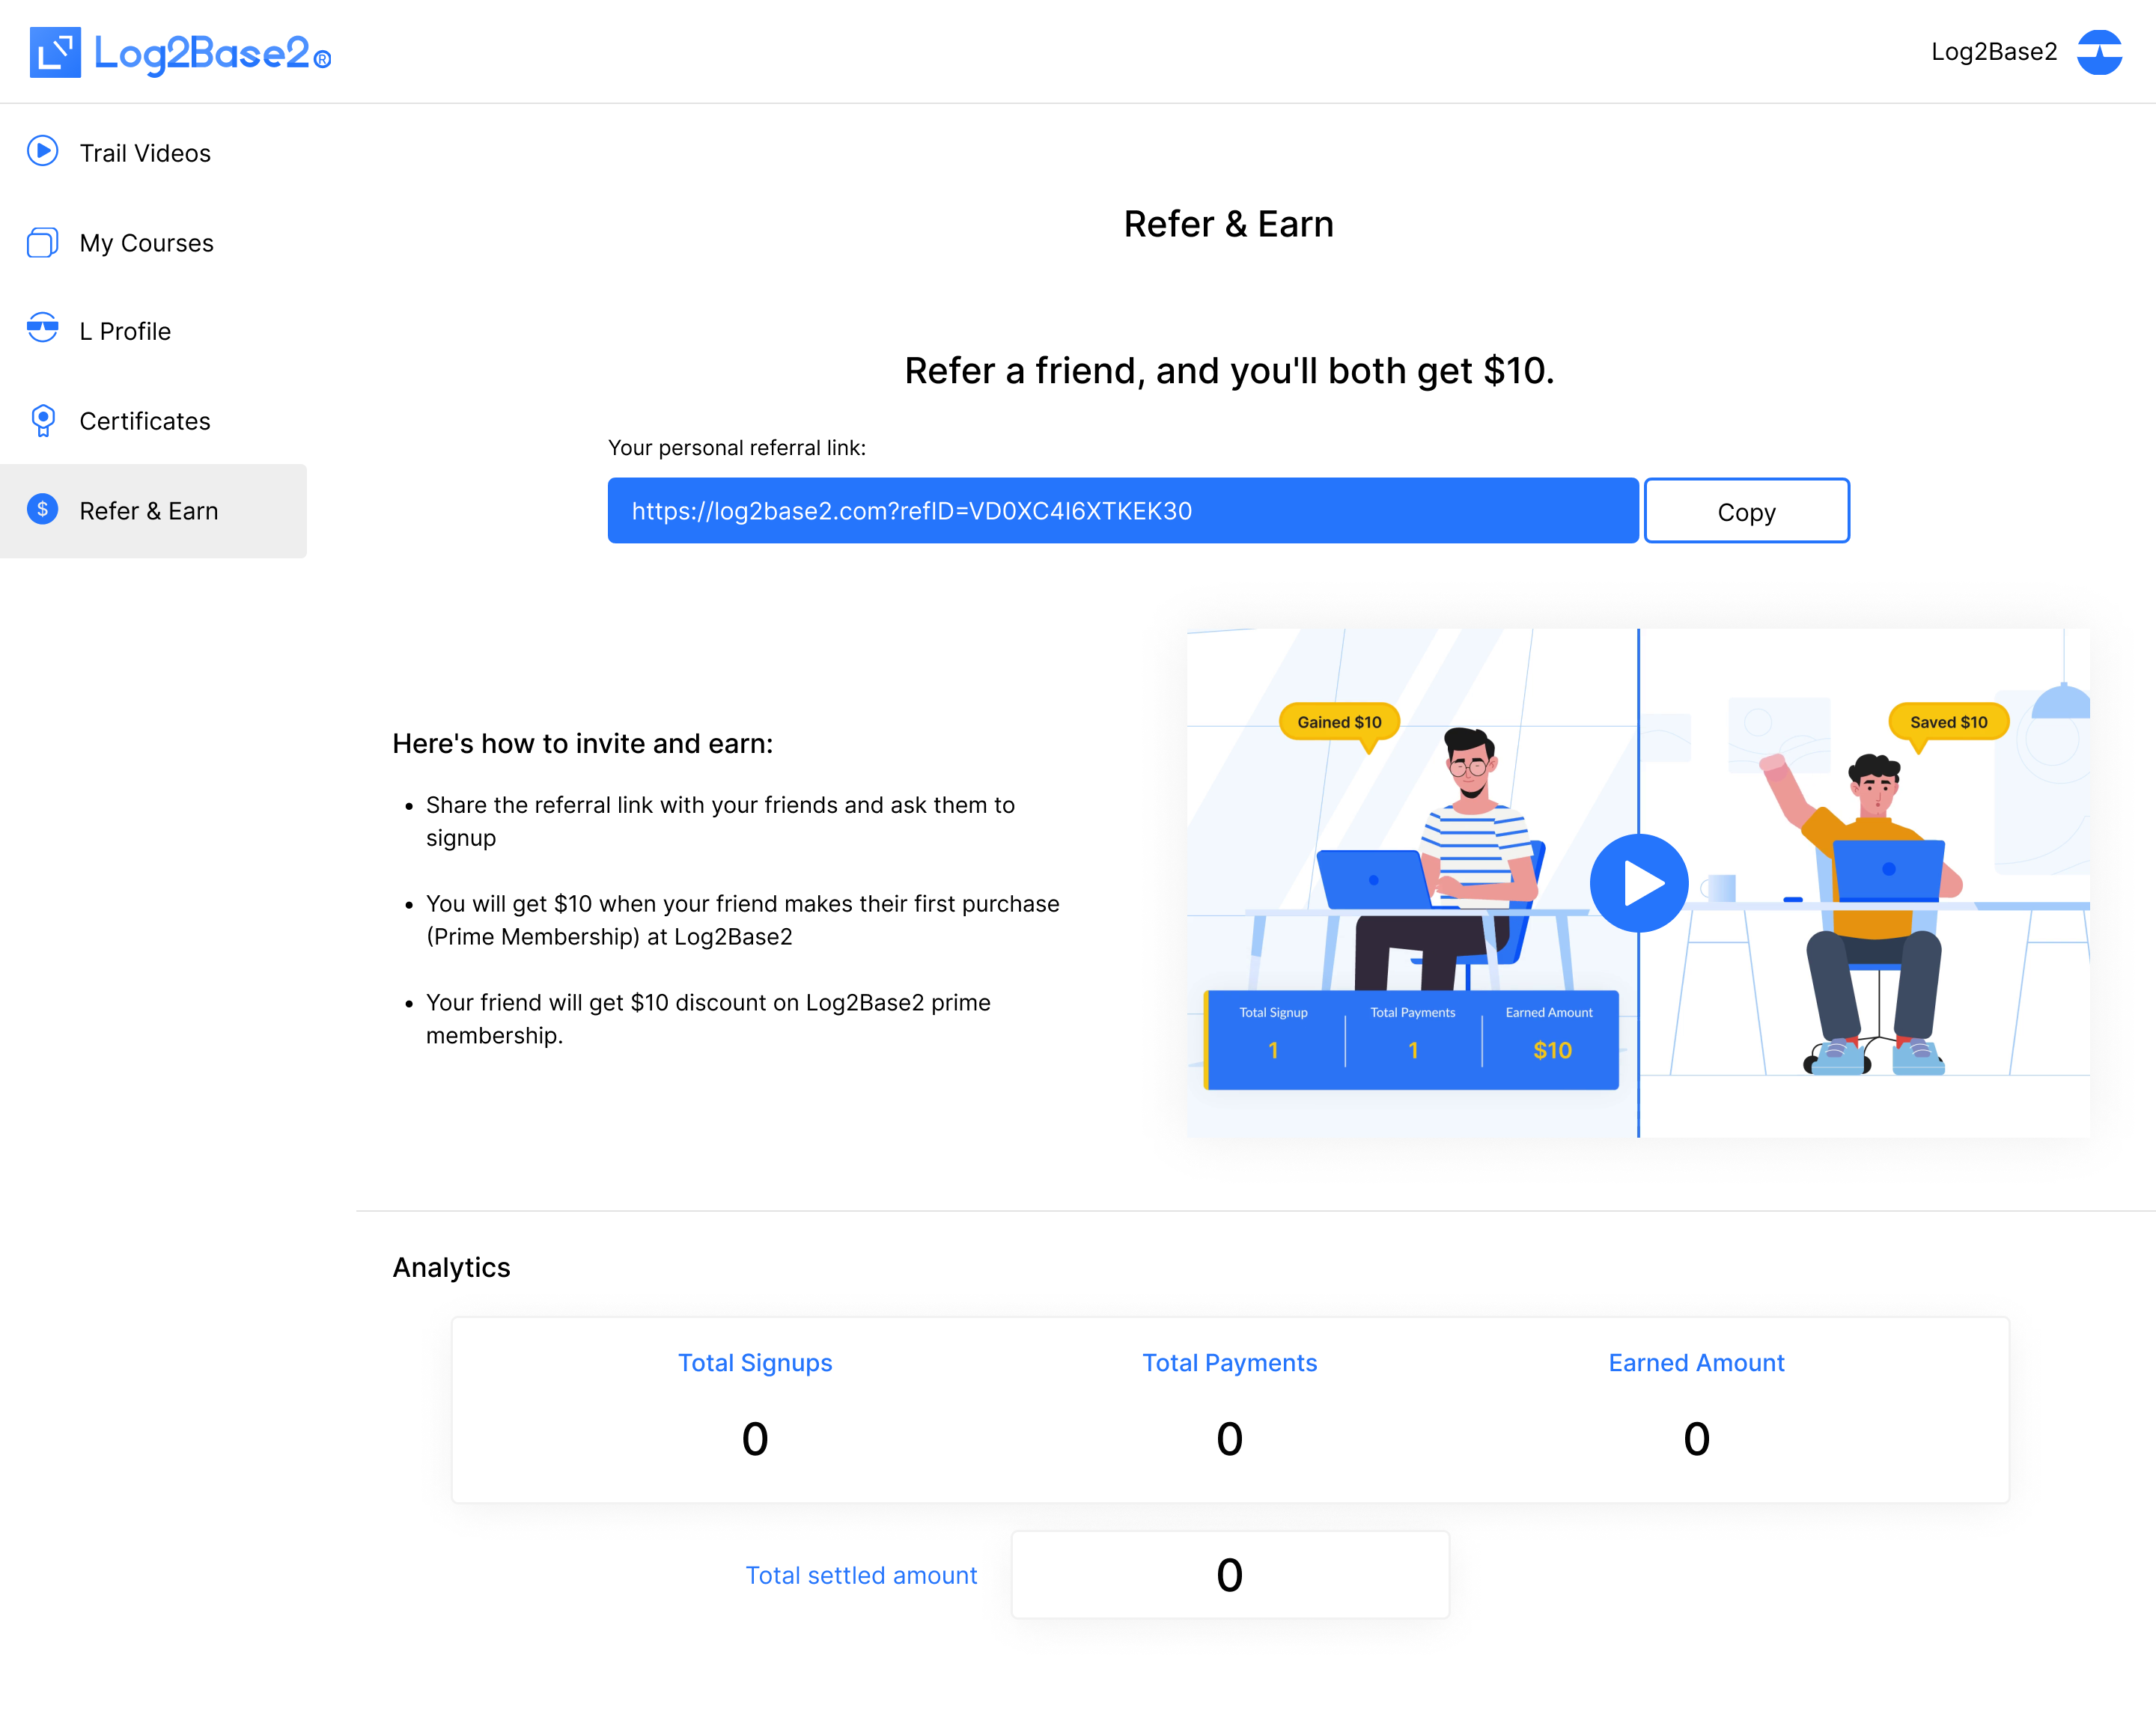 Log2Base2®
Log2Base2
Trail Videos
My Courses
L Profile
Certificates
$
Refer & Earn
Refer & Earn
Refer a friend, and you'll both get $10.
Your personal referral link:
https://log2base2.com?refID=VD0XC4I6XTKEK30
Copy
Here's how to invite and earn:
• Share the referral link with your friends and ask them to
signup
• You will get $10 when your friend makes their first purchase
(Prime Membership) at Log2Base2
• Your friend will get $10 discount on Log2Base2 prime
membership.
Gained $10
Saved $10
Total Signup
Total Payments
Earned Amount
1
1
$10
Analytics
Total Signups
Total Payments
Earned Amount
0
0
0
Total settled amount
0